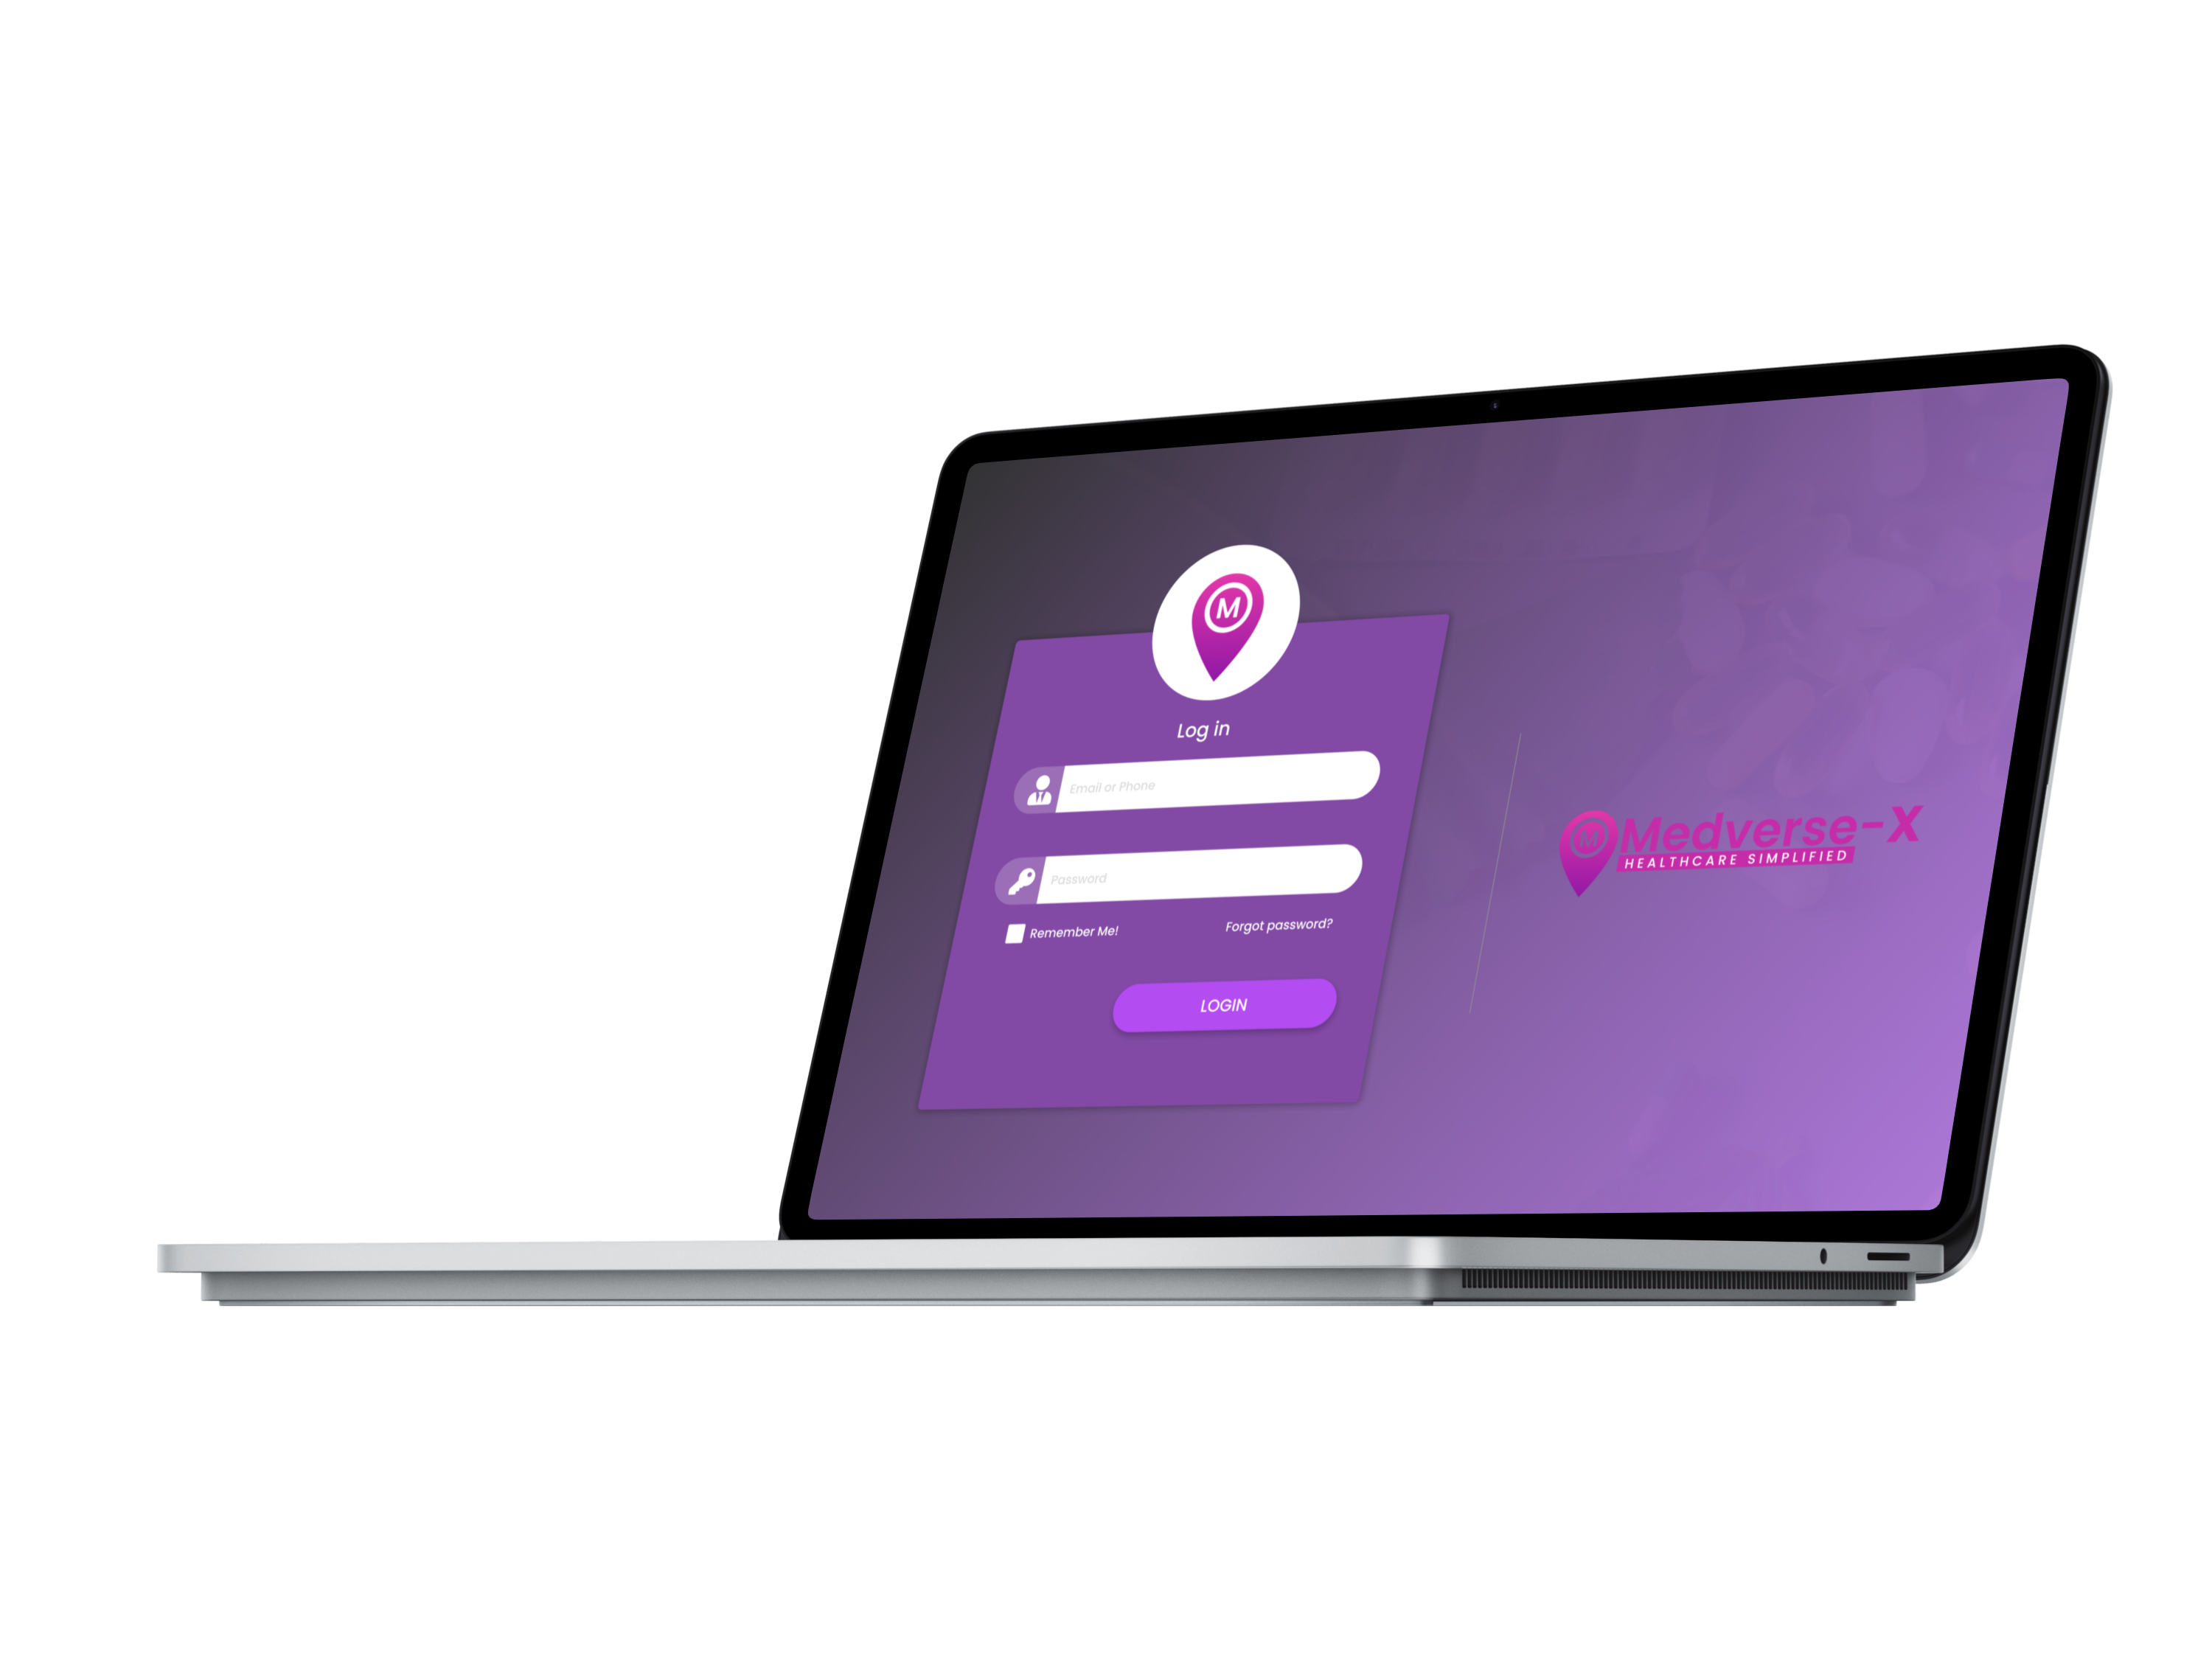 M
Log in
Email or Phone
Password
Remember Me!
Forgot password?
LOGIN
M
Medverse-X
HEALTHCARE SIMPLIFIED